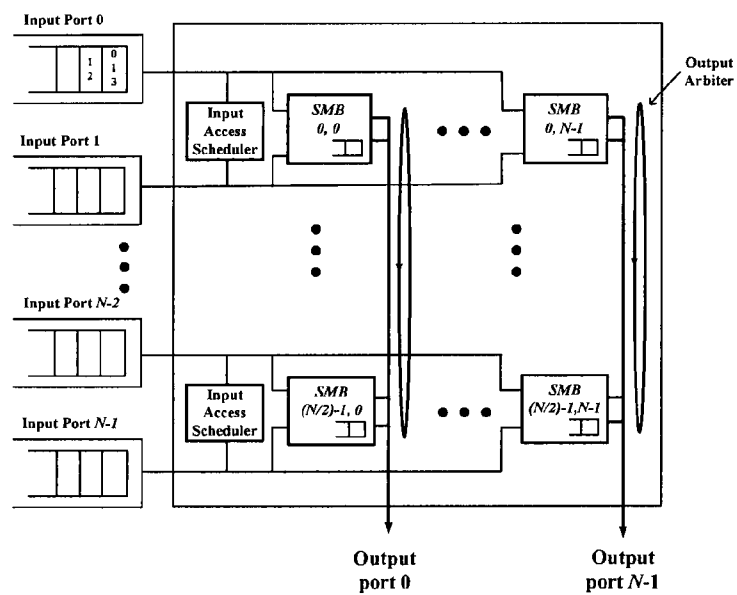 Input Port 0
1
2
0
1
3
Input Port 1
Input Port N-2
Input Port N-1
Input
Access
Scheduler
SMB
0, 0
SMB
0, N-1
Output
Arbiter
Input
Access
Scheduler
SMB
(N/2)-1, 0
SMB
(N/2)-1,N-1
Output
port 0
Output
port N-1